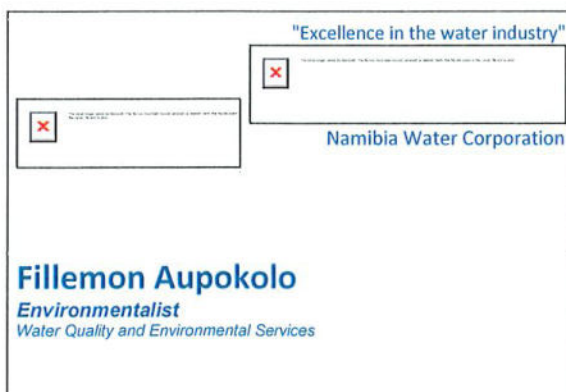 "Excellence in the water industry"
Namibia Water Corporation
Fillemon Aupokolo
Environmentalist
Water Quality and Environmental Services